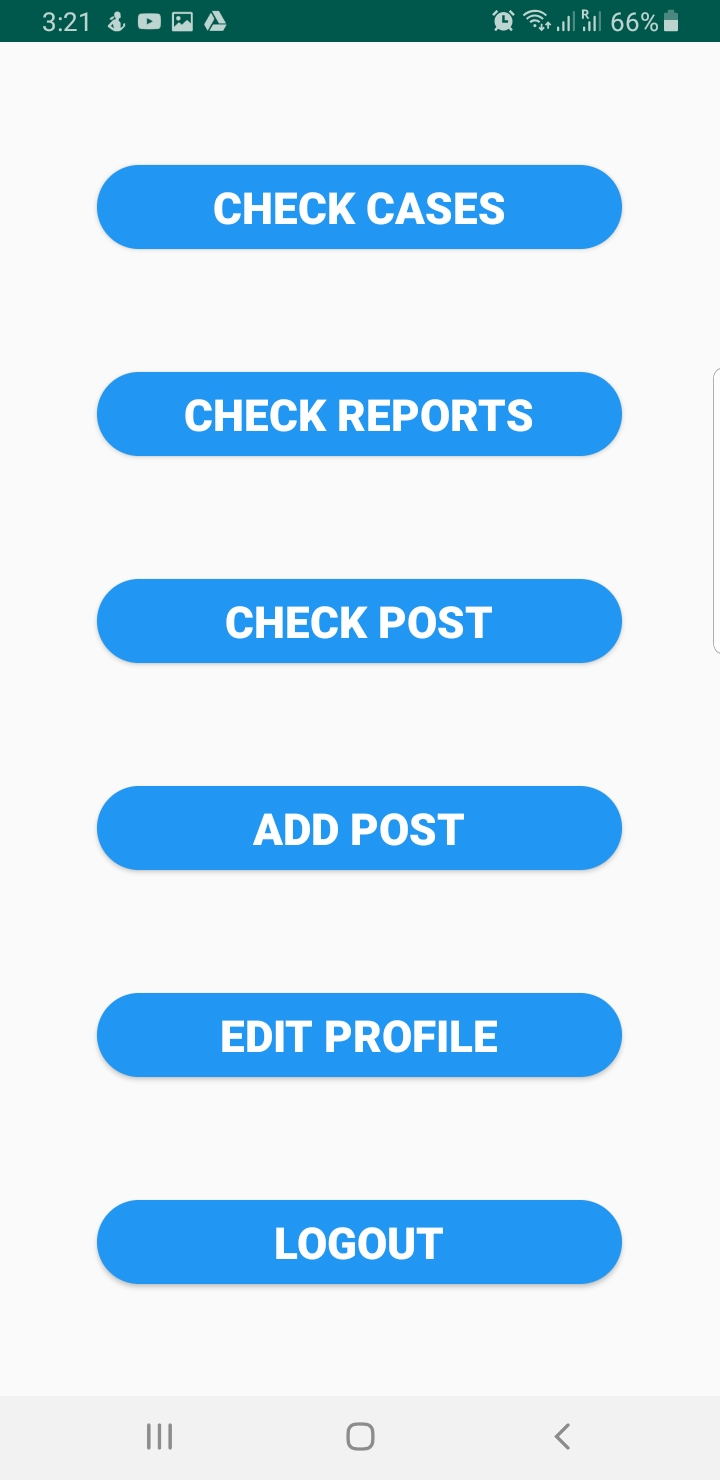 3:21 R 66%
CHECK CASES
CHECK REPORTS
CHECK POST
ADD POST
EDIT PROFILE
LOGOUT